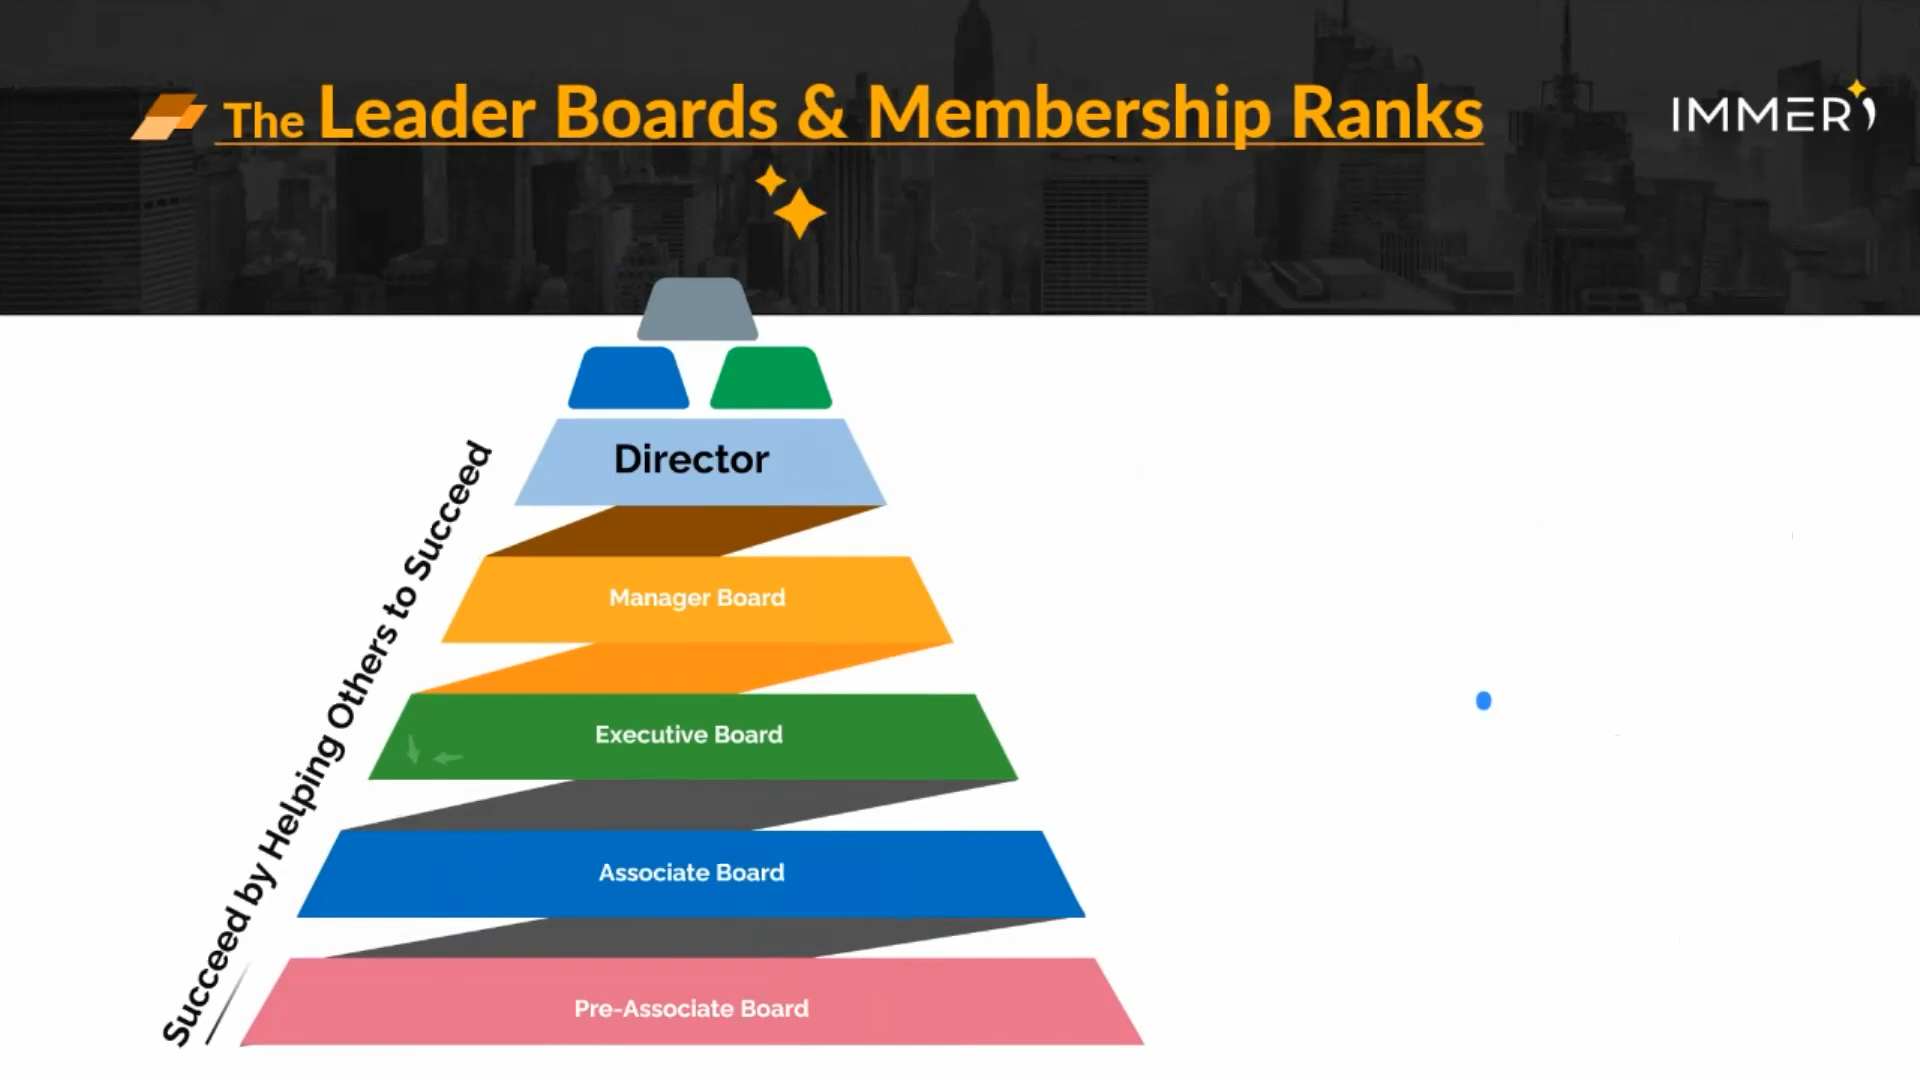 The Leader Boards & Membership Ranks
IMMER
Director
Manager Board
Executive Board
Associate Board
Pre-Associate Board
Succeed by Helping Others to Succeed